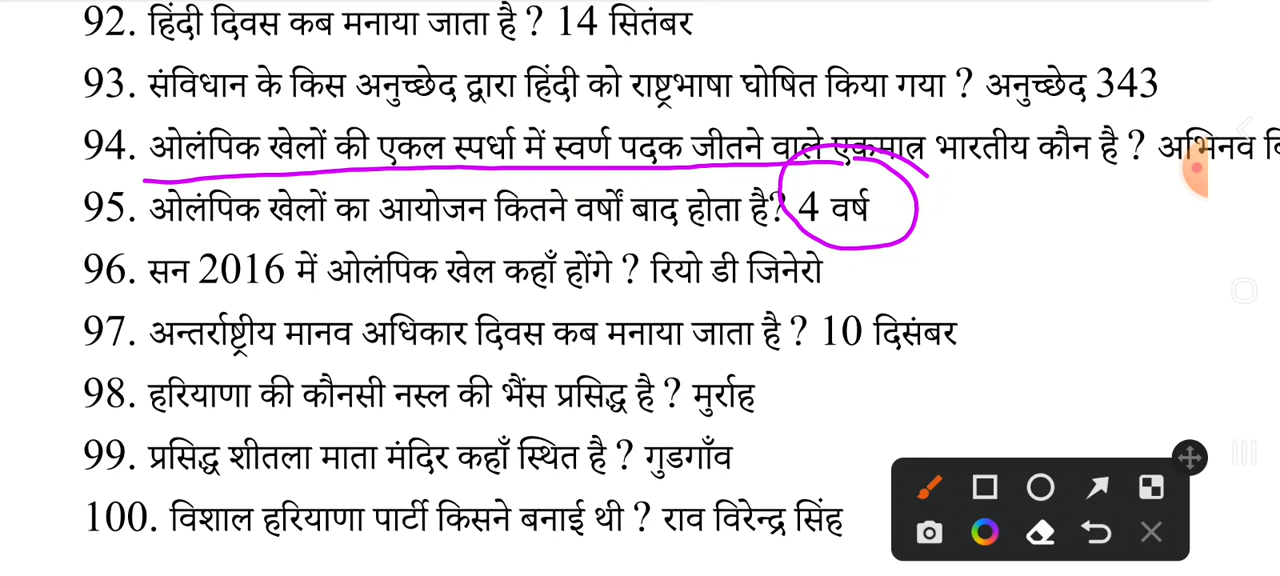 92. हिंदी दिवस कब मनाया जाता है ? 14 सितंबर
93. संविधान के किस अनुच्छेद द्वारा हिंदी को राष्ट्रभाषा घोषित किया गया ? अनुच्छेद 343
94. ओलंपिक खेलों की एकल स्पर्धा में स्वर्ण पदक जीतने वाले एकमात्र भारतीय कौन है ? अभिनव
95. ओलंपिक खेलों का आयोजन कितने वर्षों बाद होता है? 4 वर्ष
96. सन 2016 में ओलंपिक खेल कहाँ होंगे ? रियो डी जिनेरो
97. अन्तर्राष्ट्रीय मानव अधिकार दिवस कब मनाया जाता है ? 10 दिसंबर
98. हरियाणा की कौनसी नस्ल की भैंस प्रसिद्ध है ? मुर्राह
99. प्रसिद्ध शीतला माता मंदिर कहाँ स्थित है ? गुडगाँव
100. विशाल हरियाणा पार्टी किसने बनाई थी ? राव विरेन्द्र सिंह